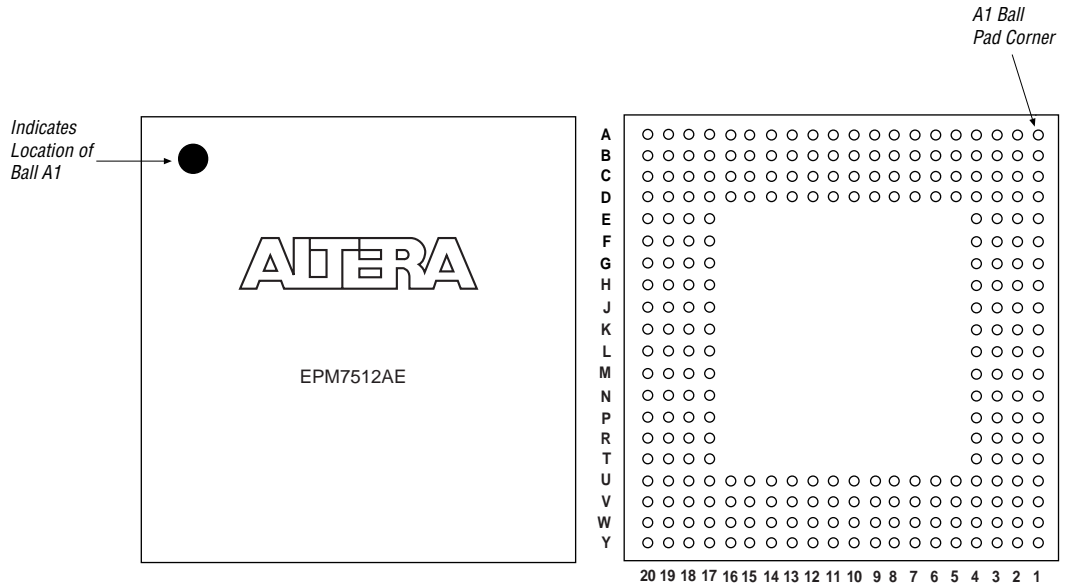 A1 Ball
Pad Corner
Indicates
Location of
Ball A1
ALTERA
EPM7512AE
A
B
C
D
E
F
G
H
J
K
L
M
N
P
R
T
U
V
W
Y
20 19 18 17 16 15 14 13 12 11 10 9 8 7 6 5 4 3 2 1